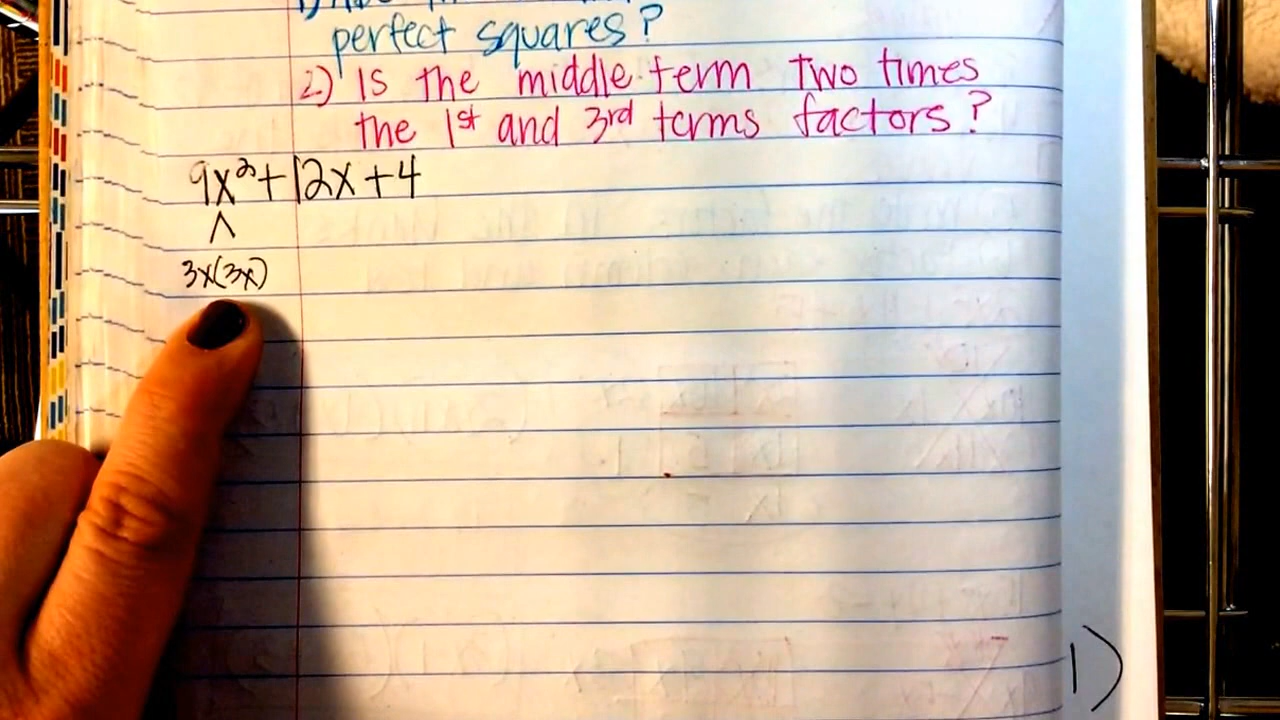 perfect squares?
2.) Is the middle term two times
the 1st and 3rd terms factors?
9x²+12x+4
3x(3x)
1)